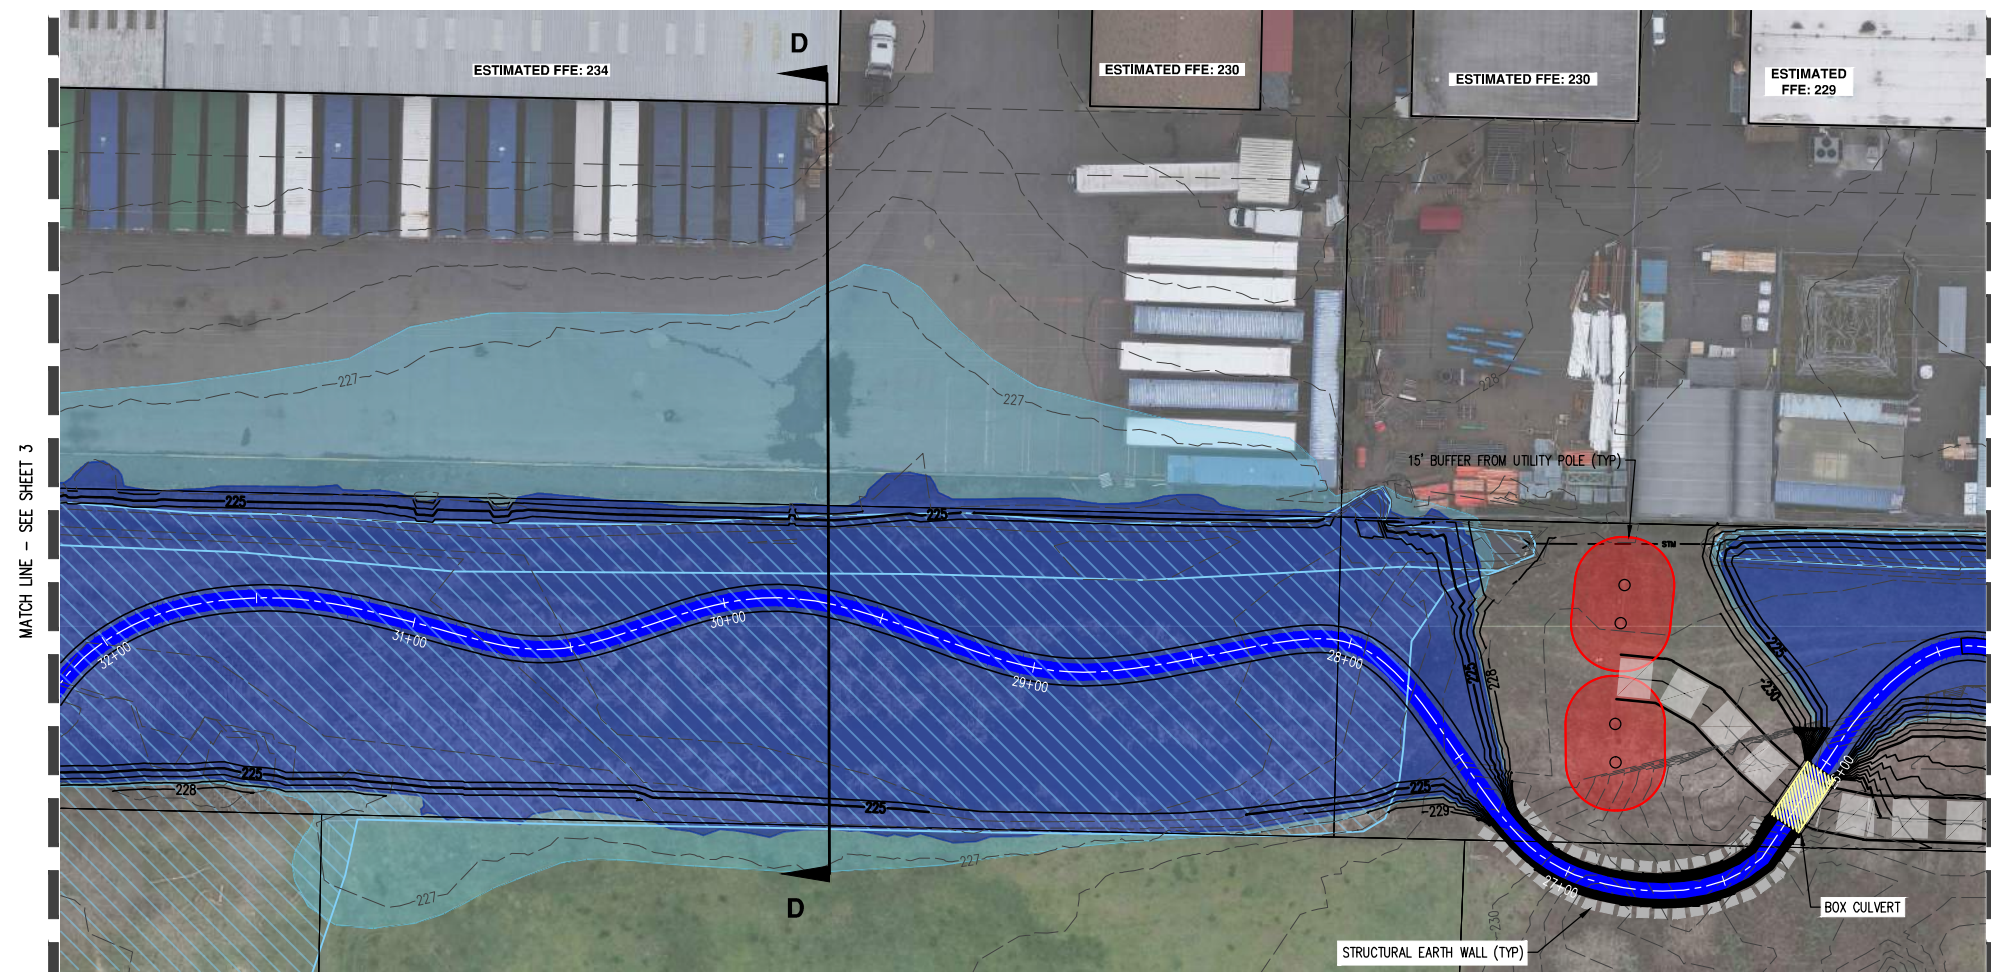 D
ESTIMATED FFE: 234
ESTIMATED FFE: 230
ESTIMATED FFE: 230
ESTIMATED
FFE: 229
MATCH LINE - SEE SHEET 3
227
227
228
15' BUFFER FROM UTILITY POLE (TYP)
225
225
STM
32+00
31+00
30+00
29+00
28+00
225
228
225
230
225
228
225
225
229
227
227
27+00
230
BOX CULVERT
STRUCTURAL EARTH WALL (TYP)
D